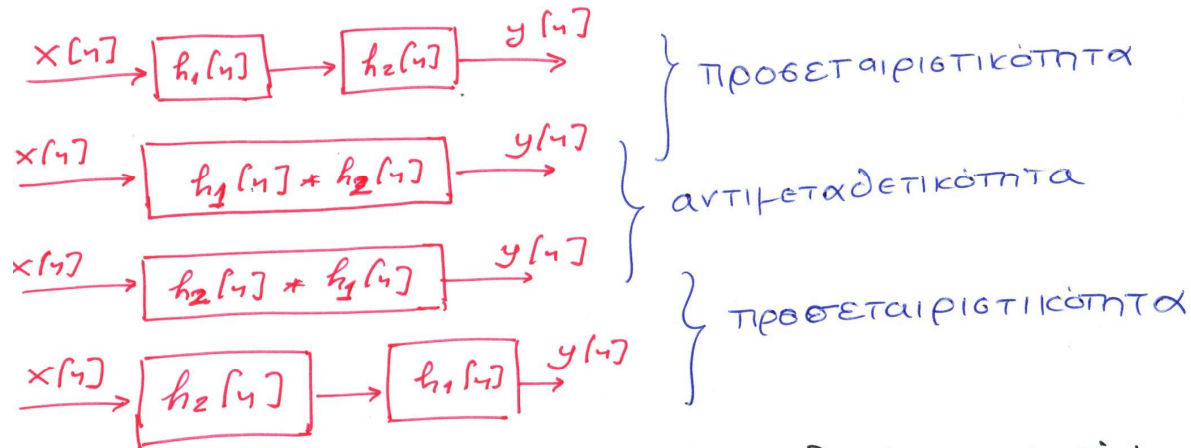 x[n] h₁[n] h₂[n] y[n]
προσεταιριστικότητα
x[n] h₁[n] * h₂[n] y[n]
αντιμεταθετικότητα
x[n] h₂[n] * h₁[n] y[n]
προσεταιριστικότητα
x[n] h₂[n] h₁[n] y[n]